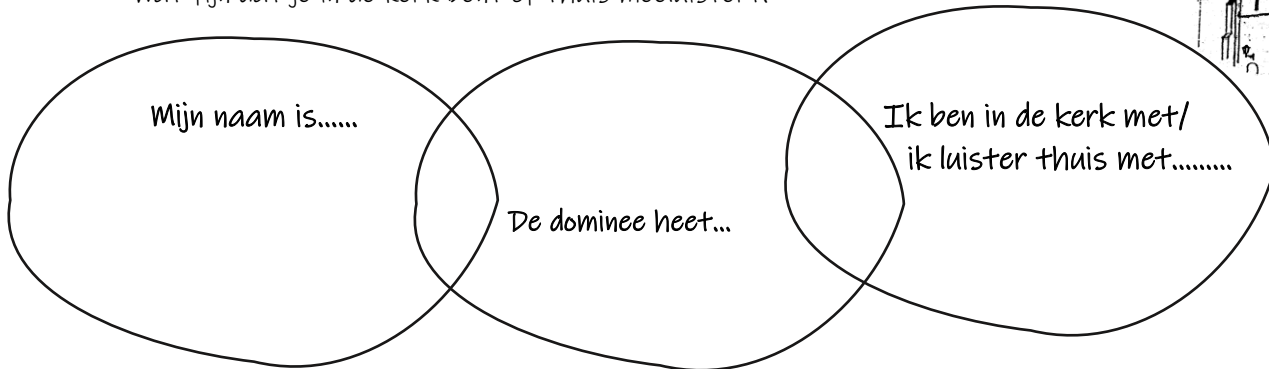 Mijn naam is......
De dominee heet...
Ik ben in de kerk met/
ik luister thuis met.........